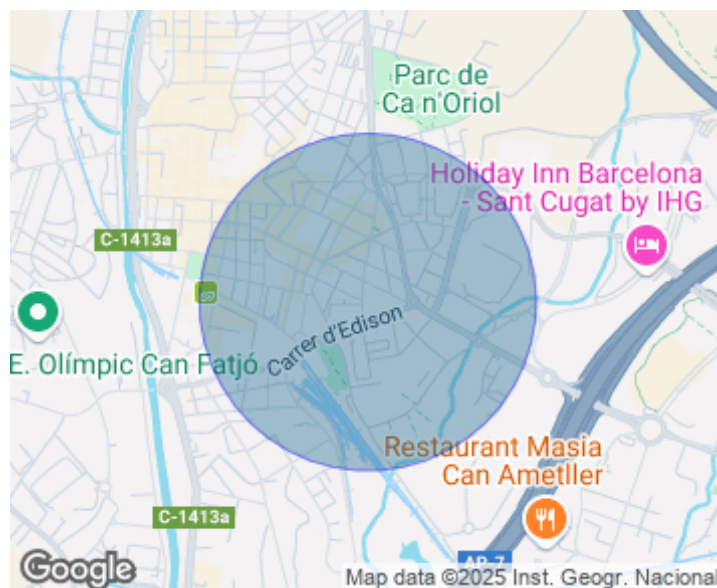 Parc de
Ca n'Oriol
Holiday Inn Barcelona
- Sant Cugat by IHG
C-1413a
Carrer d'Edison
E. Olímpic Can Fatjó
Restaurant Masia
Can Ametller
C-1413a
AP-7
Google
Map data ©2025 Inst. Geogr. Nacional